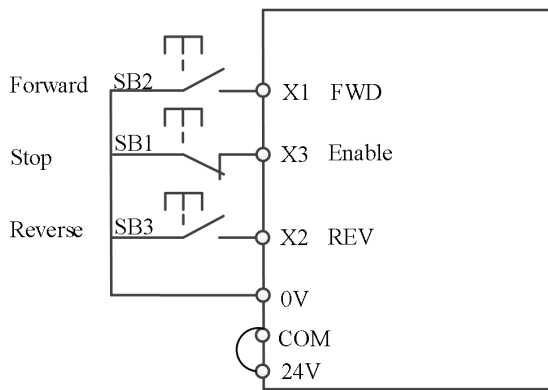 Forward SB2 X1 FWD
Stop SB1 X3 Enable
Reverse SB3 X2 REV
0V
COM
24V